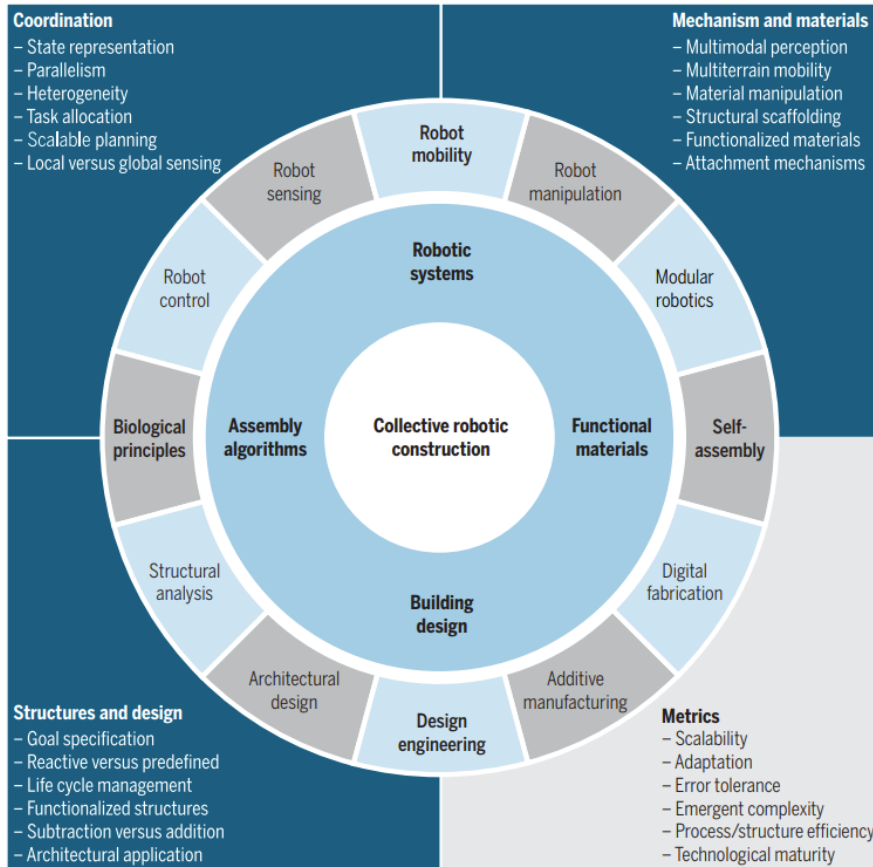 Coordination
– State representation
– Parallelism
– Heterogeneity
– Task allocation
– Scalable planning
– Local versus global sensing
Mechanism and materials
– Multimodal perception
– Multiterrain mobility
– Material manipulation
– Structural scaffolding
– Functionalized materials
– Attachment mechanisms
Robot
mobility
Robot
manipulation
Modular
robotics
Self-
assembly
Digital
fabrication
Additive
manufacturing
Design
engineering
Architectural
design
Structural
analysis
Biological
principles
Robot
control
Robot
sensing
Robotic
systems
Functional
materials
Building
design
Assembly
algorithms
Collective robotic
construction
Structures and design
– Goal specification
– Reactive versus predefined
– Life cycle management
– Functionalized structures
– Subtraction versus addition
– Architectural application
Metrics
– Scalability
– Adaptation
– Error tolerance
– Emergent complexity
– Process/structure efficiency
– Technological maturity